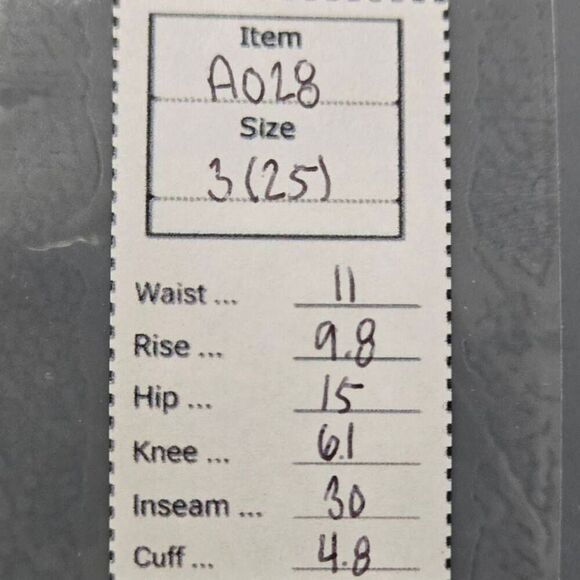 Item
A028
Size
3 (25)
Waist ... 11
Rise ... 9.8
Hip ... 15
Knee ... 6.1
Inseam ... 30
Cuff ... 4.8